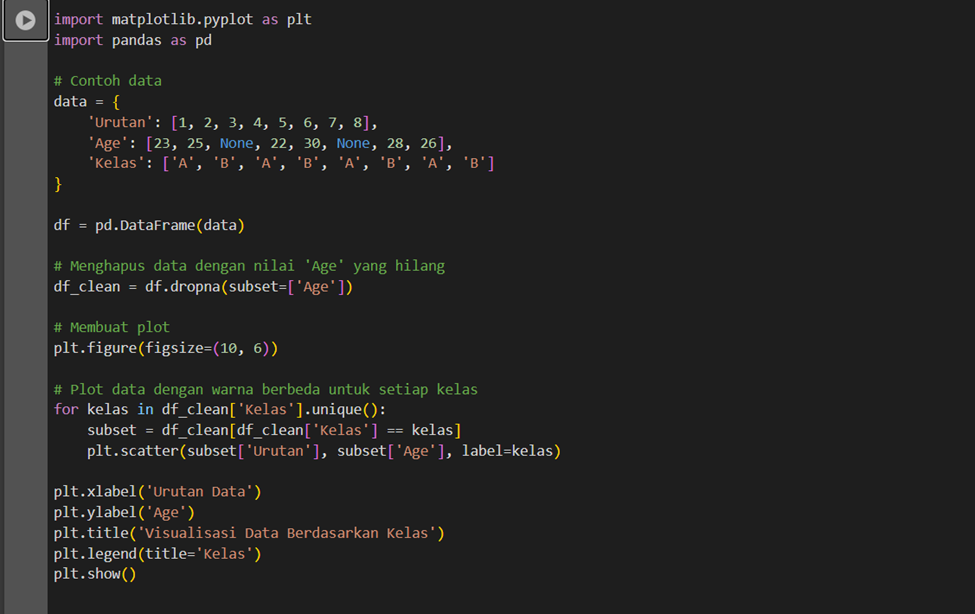 import matplotlib.pyplot as plt
import pandas as pd
# Contoh data
data = {
    'Urutan': [1, 2, 3, 4, 5, 6, 7, 8],
    'Age': [23, 25, None, 22, 30, None, 28, 26],
    'Kelas': ['A', 'B', 'A', 'B', 'A', 'B', 'A', 'B']
}
df = pd.DataFrame(data)
# Menghapus data dengan nilai 'Age' yang hilang
df_clean = df.dropna(subset=['Age'])
# Membuat plot
plt.figure(figsize=(10, 6))
# Plot data dengan warna berbeda untuk setiap kelas
for kelas in df_clean['Kelas'].unique():
    subset = df_clean[df_clean['Kelas'] == kelas]
    plt.scatter(subset['Urutan'], subset['Age'], label=kelas)
plt.xlabel('Urutan Data')
plt.ylabel('Age')
plt.title('Visualisasi Data Berdasarkan Kelas')
plt.legend(title='Kelas')
plt.show()